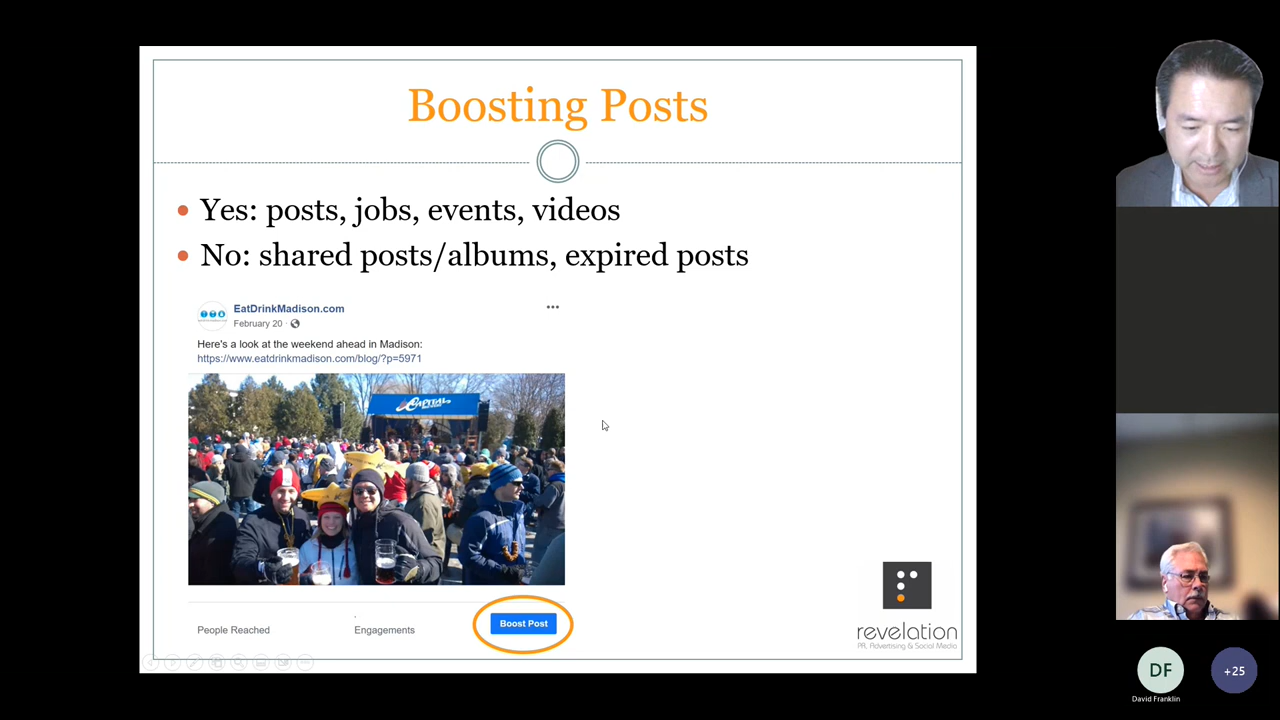 Boosting Posts
Yes: posts, jobs, events, videos
No: shared posts/albums, expired posts
EatDrinkMadison.com
February 20 ·
Here's a look at the weekend ahead in Madison:
https://www.eatdrinkmadison.com/blog/?p=5971
CAPITAL
People Reached
Engagements
Boost Post
revelation
PR, Advertising & Social Media
DF
David Franklin
+25